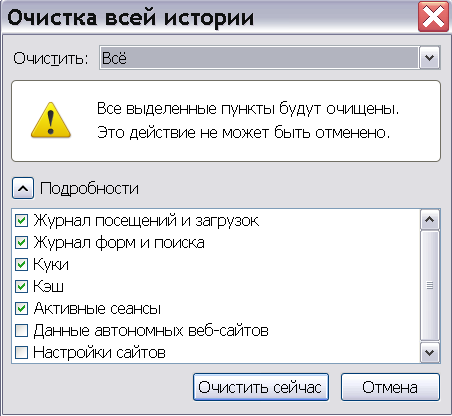 Очистка всей истории
Очистить: Всё
Все выделенные пункты будут очищены.
Это действие не может быть отменено.
Подробности
Журнал посещений и загрузок
Журнал форм и поиска
Куки
Кэш
Активные сеансы
Данные автономных веб-сайтов
Настройки сайтов
Очистить сейчас Отмена